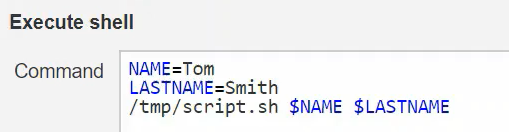 Execute shell
Command
NAME=Tom
LASTNAME=Smith
/tmp/script.sh $NAME $LASTNAME